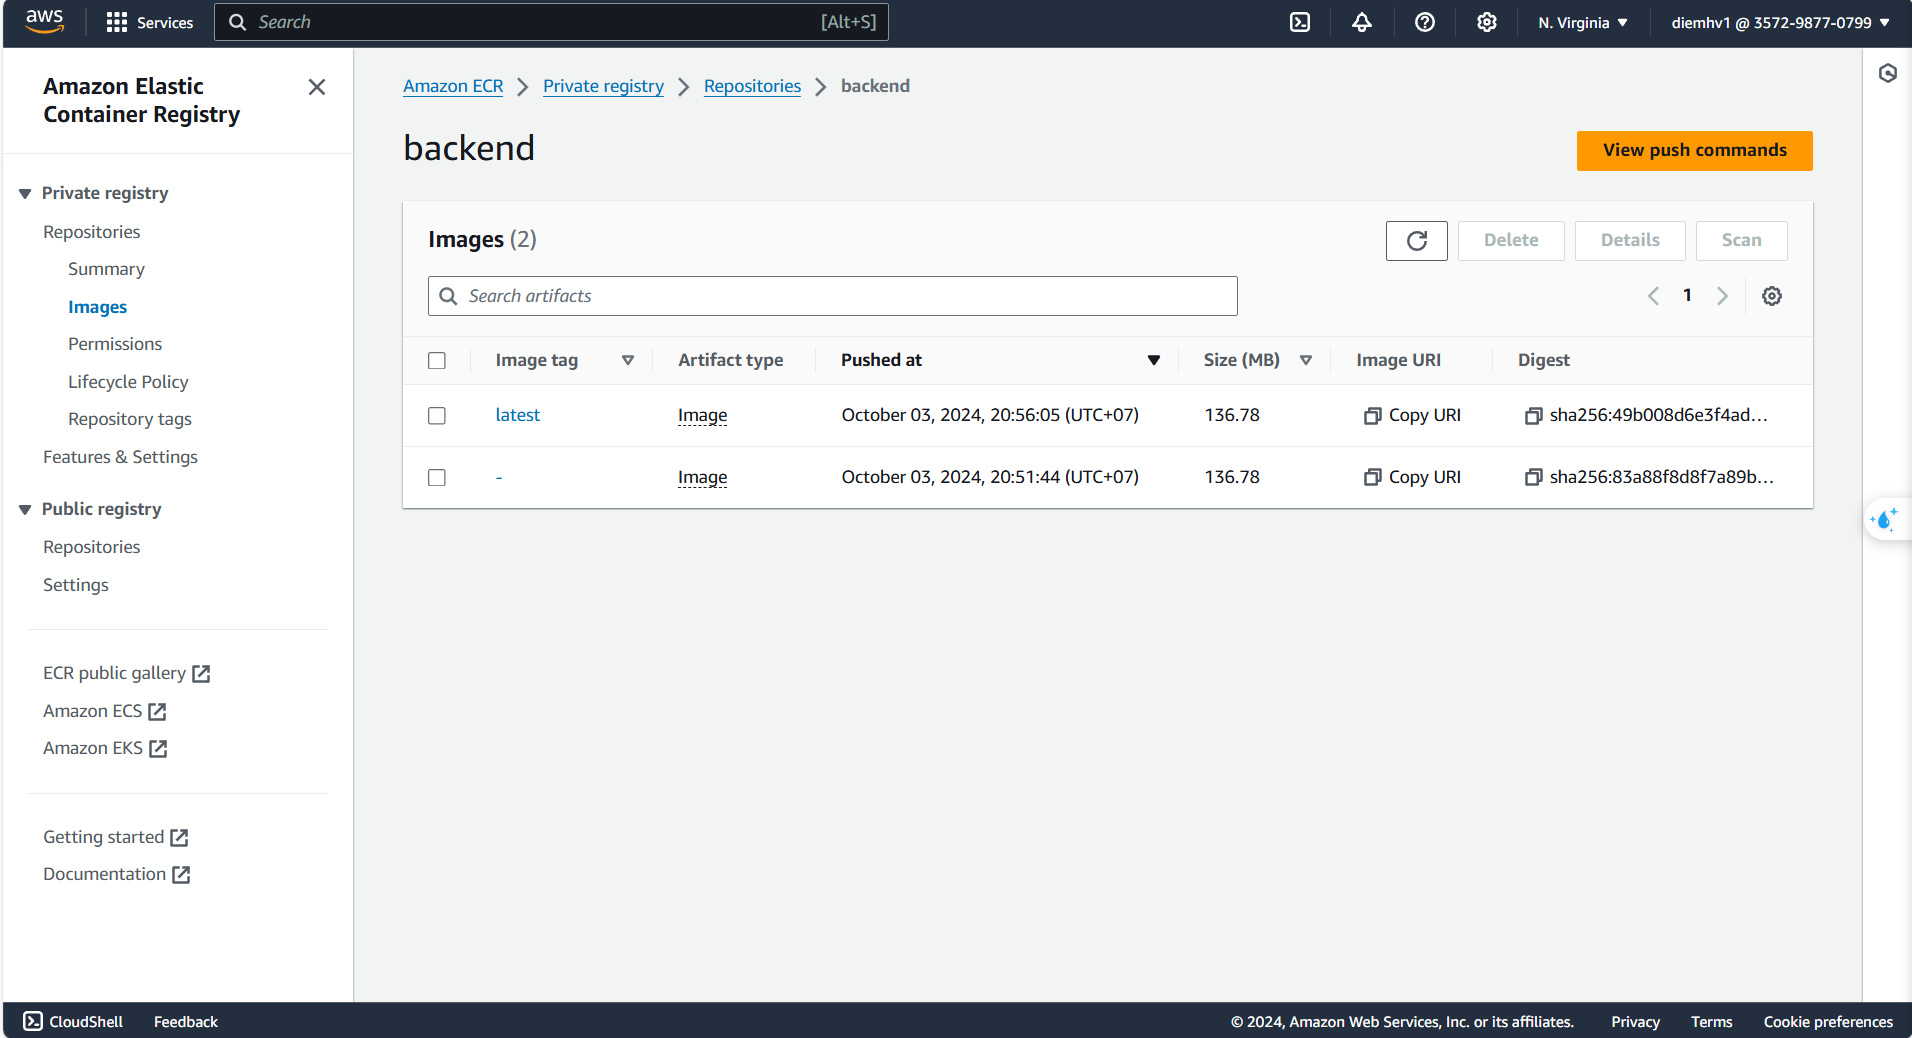 aws Services Search [Alt+S] N. Virginia diemhv1 @ 3572-9877-0799
Amazon Elastic
Container Registry
Private registry
Repositories
Summary
Images
Permissions
Lifecycle Policy
Repository tags
Features & Settings
Public registry
Repositories
Settings
ECR public gallery
Amazon ECS
Amazon EKS
Getting started
Documentation
Amazon ECR Private registry Repositories backend
backend
View push commands
Images (2) Delete Details Scan
Search artifacts 1
Image tag Artifact type Pushed at Size (MB) Image URI Digest
latest Image October 03, 2024, 20:56:05 (UTC+07) 136.78 Copy URI sha256:49b008d6e3f4ad...
- Image October 03, 2024, 20:51:44 (UTC+07) 136.78 Copy URI sha256:83a88f8d8f7a89b...
CloudShell Feedback © 2024, Amazon Web Services, Inc. or its affiliates. Privacy Terms Cookie preferences